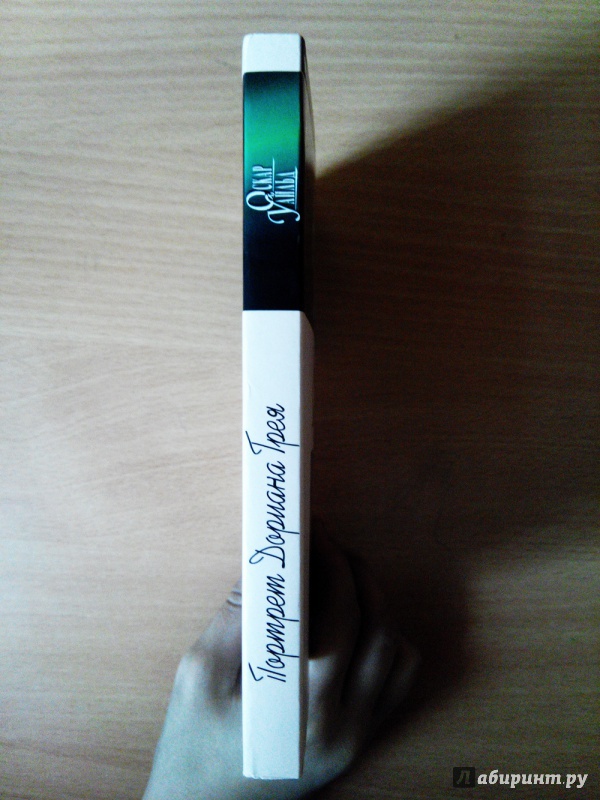 Оскар
Уайльд
Портрет Дориана Грея
Лабиринт.ру